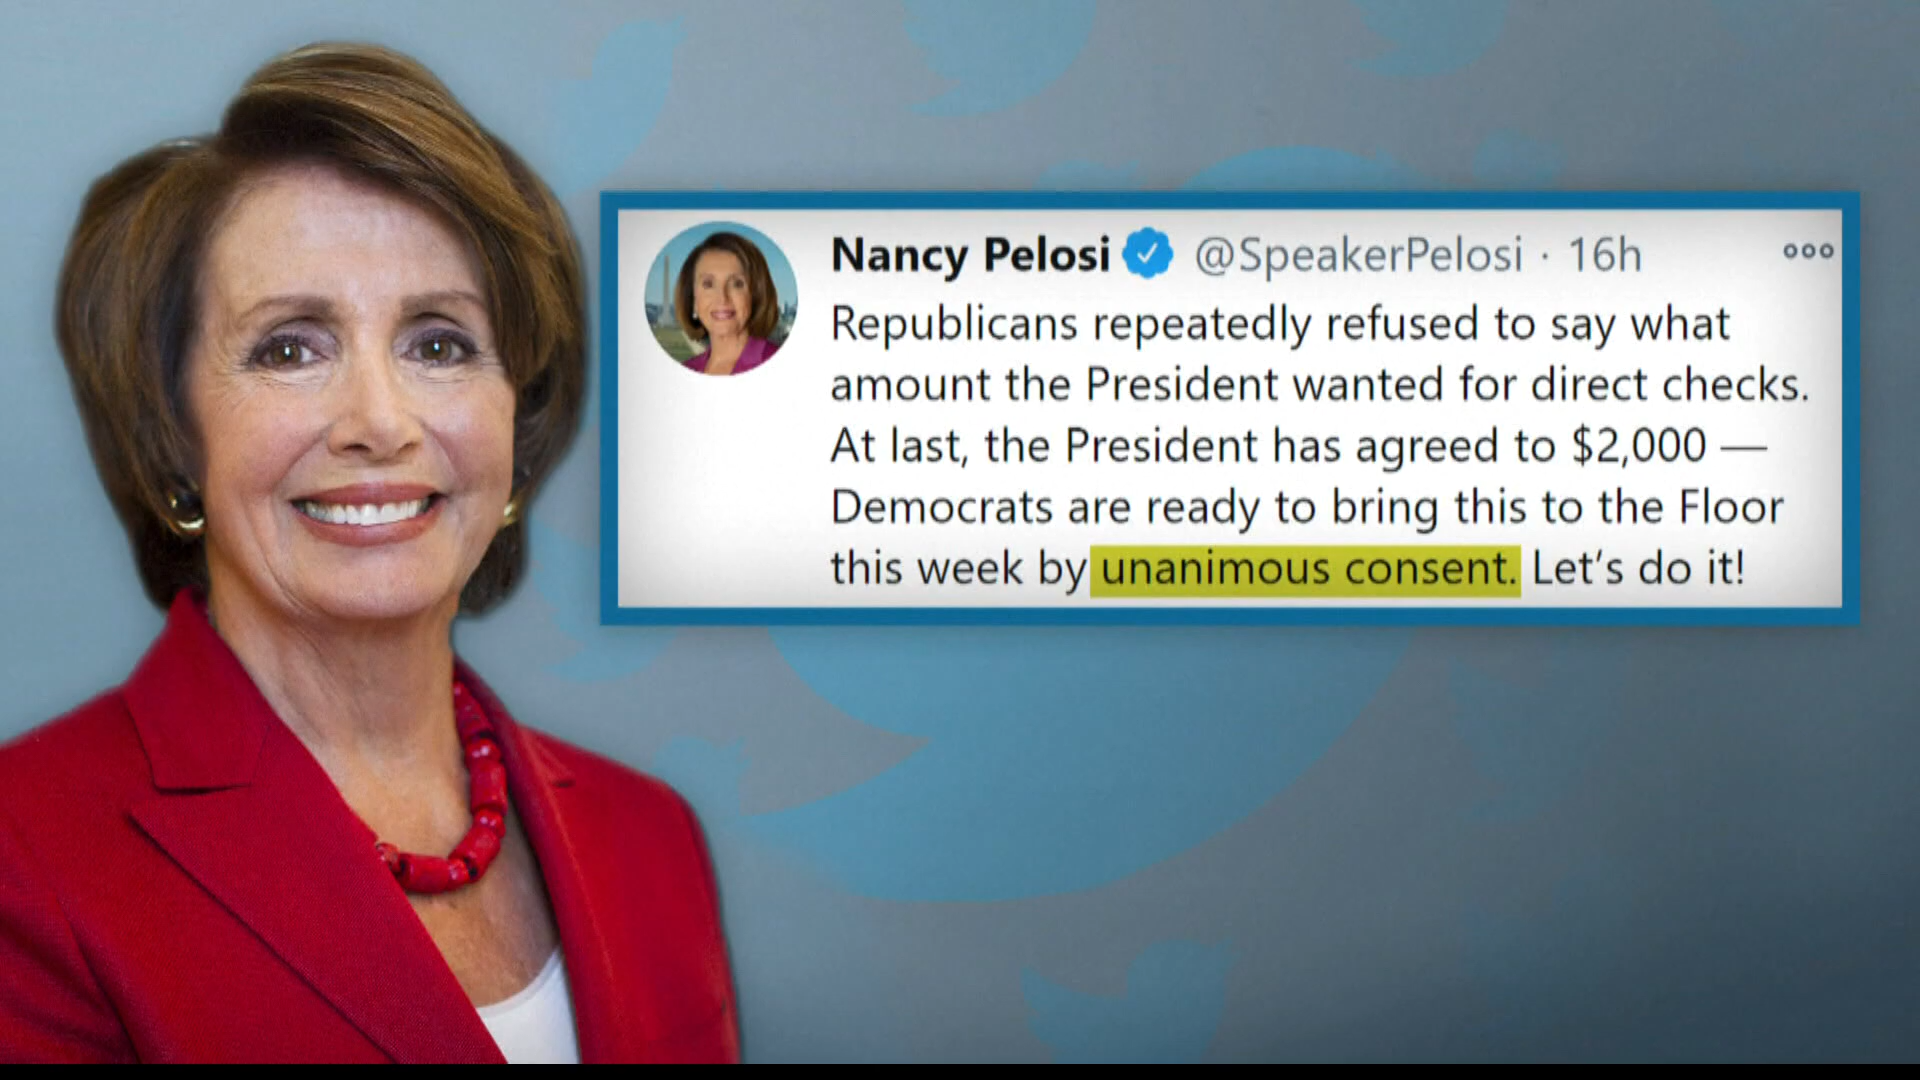 Nancy Pelosi @SpeakerPelosi · 16h
Republicans repeatedly refused to say what
amount the President wanted for direct checks.
At last, the President has agreed to $2,000 —
Democrats are ready to bring this to the Floor
this week by unanimous consent. Let’s do it!